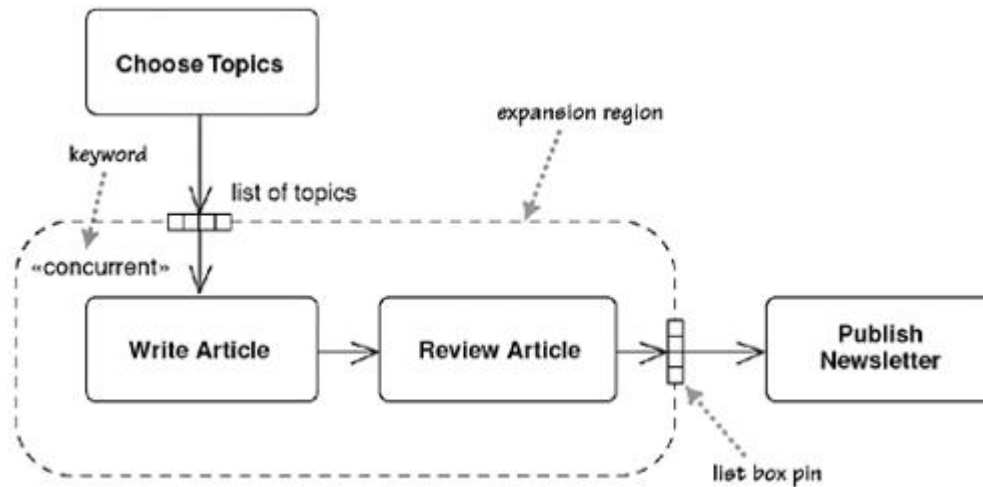 Choose Topics
expansion region
keyword
list of topics
«concurrent»
Write Article
Review Article
Publish
Newsletter
list box pin